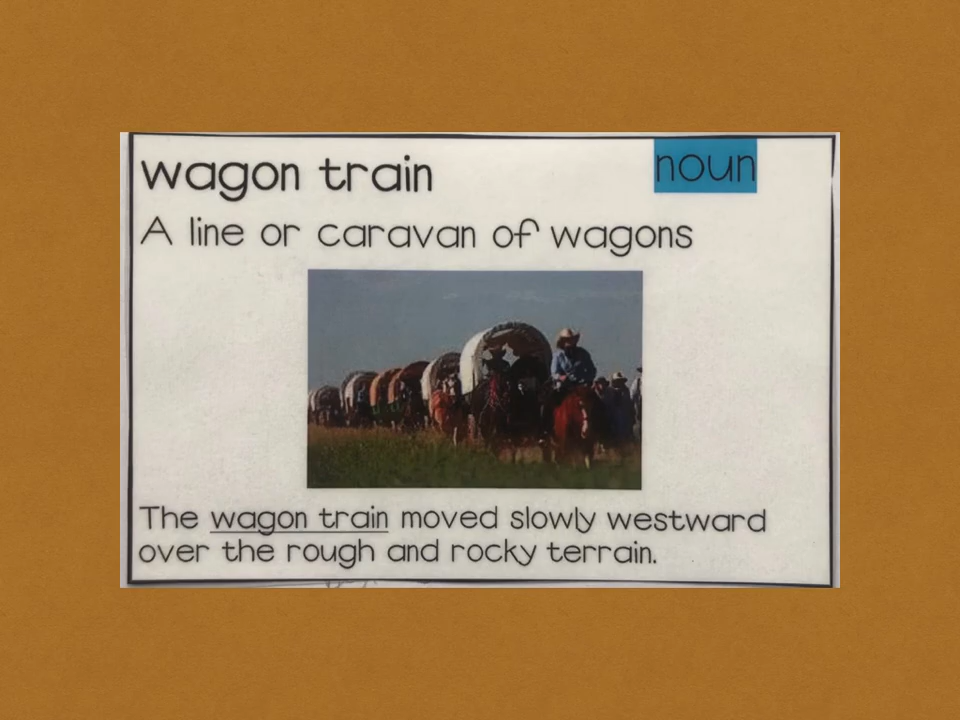 wagon train noun
A line or caravan of wagons
The wagon train moved slowly westward
over the rough and rocky terrain.